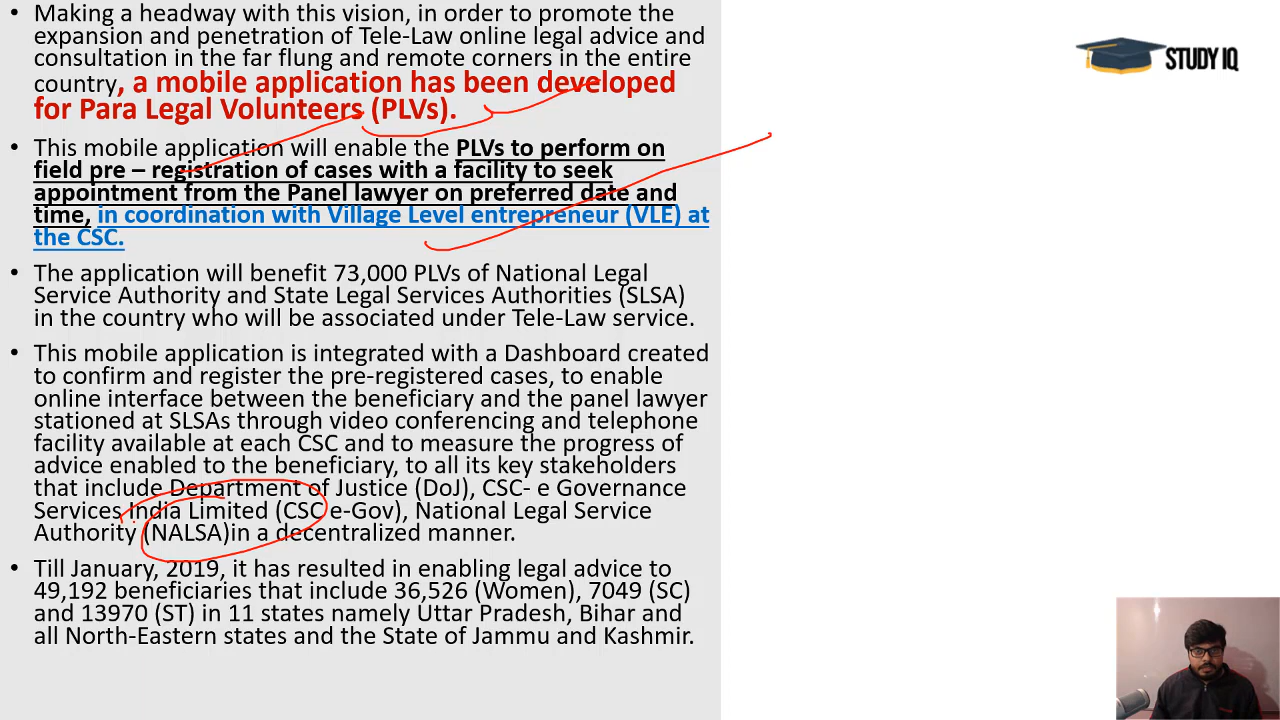 • Making a headway with this vision, in order to promote the
expansion and penetration of Tele-Law online legal advice and
consultation in the far flung and remote corners in the entire
country, a mobile application has been developed
for Para Legal Volunteers (PLVs).
• This mobile application will enable the PLVs to perform on
field pre – registration of cases with a facility to seek
appointment from the Panel lawyer on preferred date and
time, in coordination with Village Level entrepreneur (VLE) at
the CSC.
• The application will benefit 73,000 PLVs of National Legal
Service Authority and State Legal Services Authorities (SLSA)
in the country who will be associated under Tele-Law service.
• This mobile application is integrated with a Dashboard created
to confirm and register the pre-registered cases, to enable
online interface between the beneficiary and the panel lawyer
stationed at SLSAs through video conferencing and telephone
facility available at each CSC and to measure the progress of
advice enabled to the beneficiary, to all its key stakeholders
that include Department of Justice (DoJ), CSC- e Governance
Services India Limited (CSC e-Gov), National Legal Service
Authority (NALSA)in a decentralized manner.
• Till January, 2019, it has resulted in enabling legal advice to
49,192 beneficiaries that include 36,526 (Women), 7049 (SC)
and 13970 (ST) in 11 states namely Uttar Pradesh, Bihar and
all North-Eastern states and the State of Jammu and Kashmir.
STUDY IQ